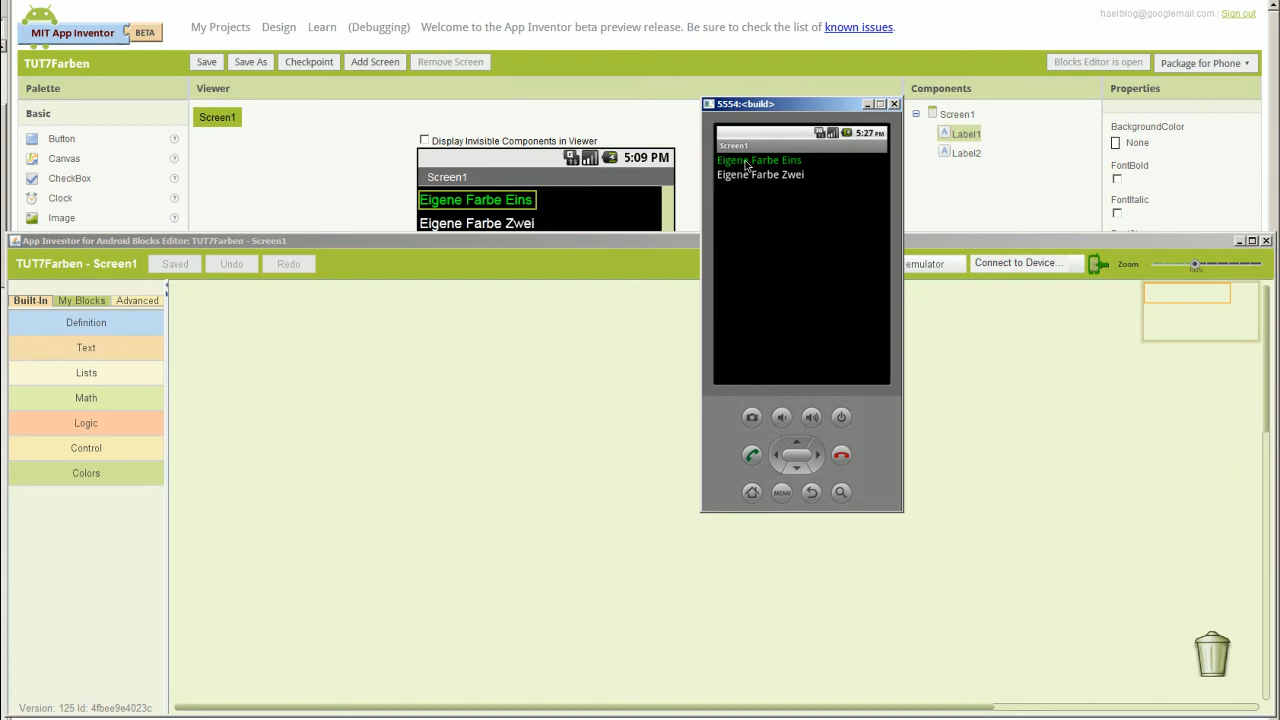 haerblog@googlemail.com | Sign out
MIT App Inventor BETA
My Projects Design Learn (Debugging) Welcome to the App Inventor beta preview release. Be sure to check the list of known issues.
TUT7Farben
Save Save As Checkpoint Add Screen Remove Screen
Blocks Editor is open Package for Phone
Palette
Viewer
Components
Properties
Basic
Button
Canvas
CheckBox
Clock
Image
Screen1
Display Invisible Components in Viewer
5:09 PM
Screen1
Eigene Farbe Eins
Eigene Farbe Zwei
5554:<build>
5:27 PM
Screen1
Eigene Farbe Eins
Eigene Farbe Zwei
MENU
Screen1
Label1
Label2
BackgroundColor
None
FontBold
FontItalic
App Inventor for Android Blocks Editor: TUT7Farben - Screen1
TUT7Farben - Screen1
Saved Undo Redo
emulator Connect to Device... Zoom
100%
Built-In My Blocks Advanced
Definition
Text
Lists
Math
Logic
Control
Colors
Version: 125 Id: 4fbee9e4023c